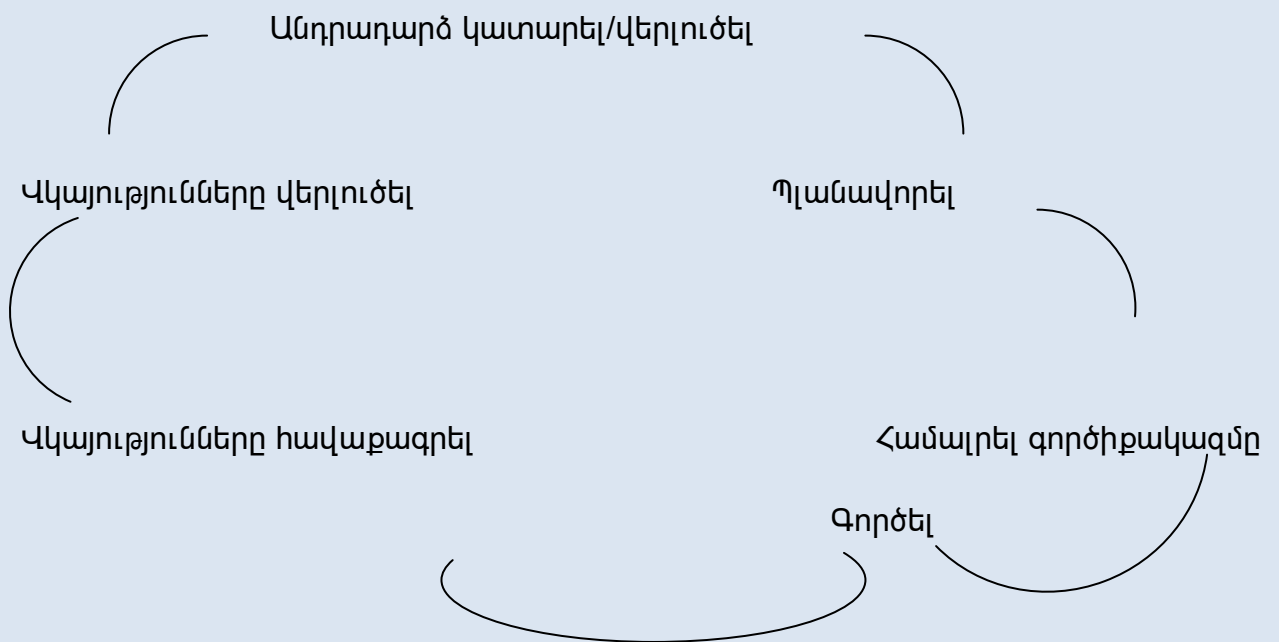 Անդրադարձ կատարել/վերլուծել
Վկայությունները վերլուծել
Պլանավորել
Վկայությունները հավաքագրել
Համալրել գործիքակազմը
Գործել